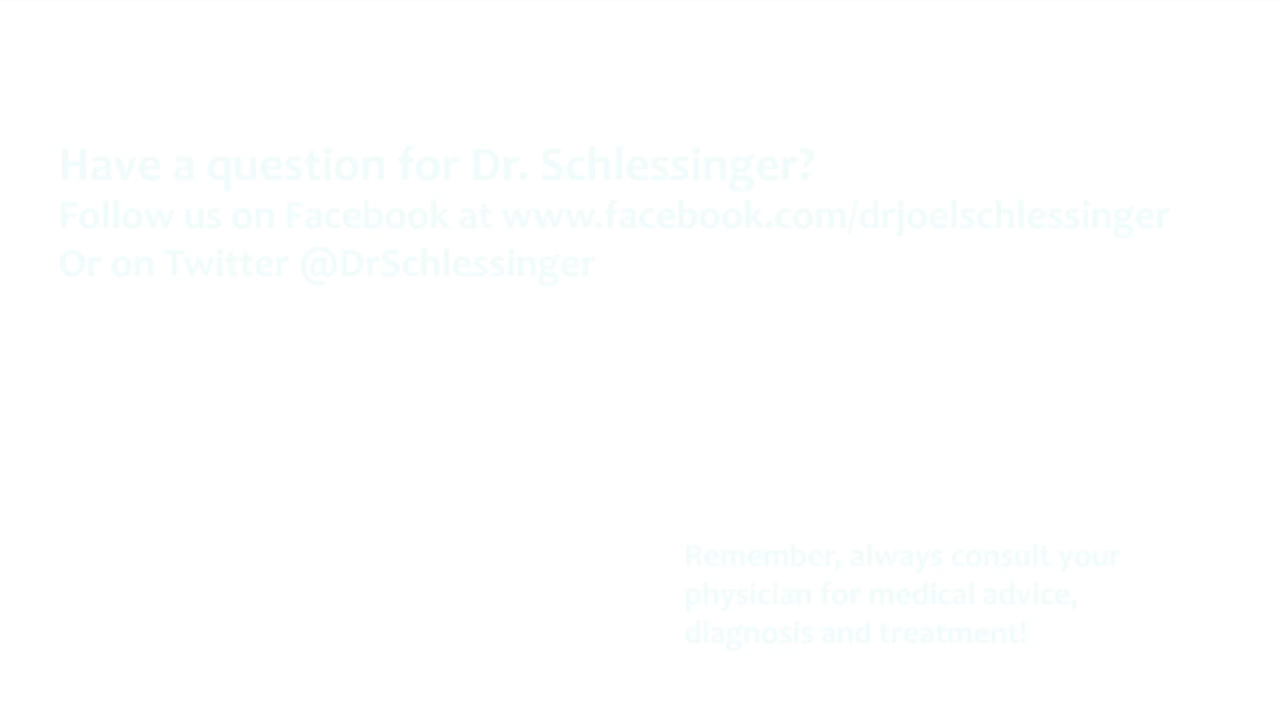 Have a question for Dr. Schlessinger?
Follow us on Facebook at www.facebook.com/drjoelschlessinger
Or on Twitter @DrSchlessinger
Remember, always consult your
physician for medical advice,
diagnosis and treatment!